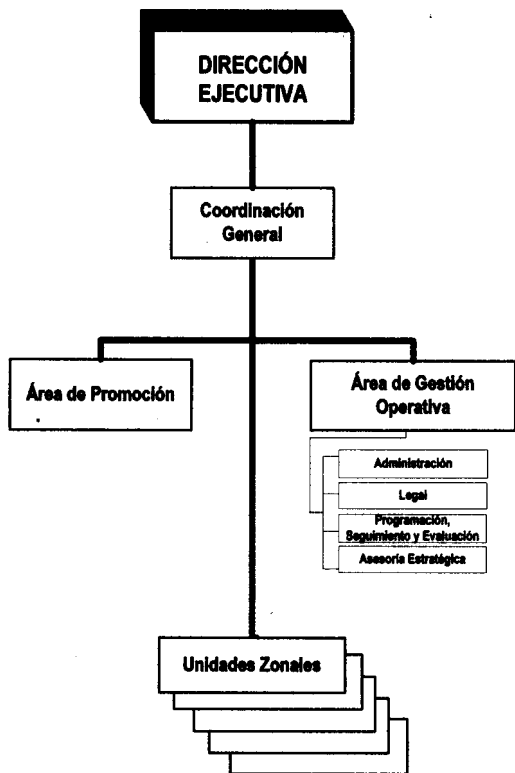 DIRECCIÓN
EJECUTIVA
Coordinación
General
Área de Promoción
Área de Gestión
Operativa
Administración
Legal
Programación,
Seguimiento y Evaluación
Asesoría Estratégica
Unidades Zonales